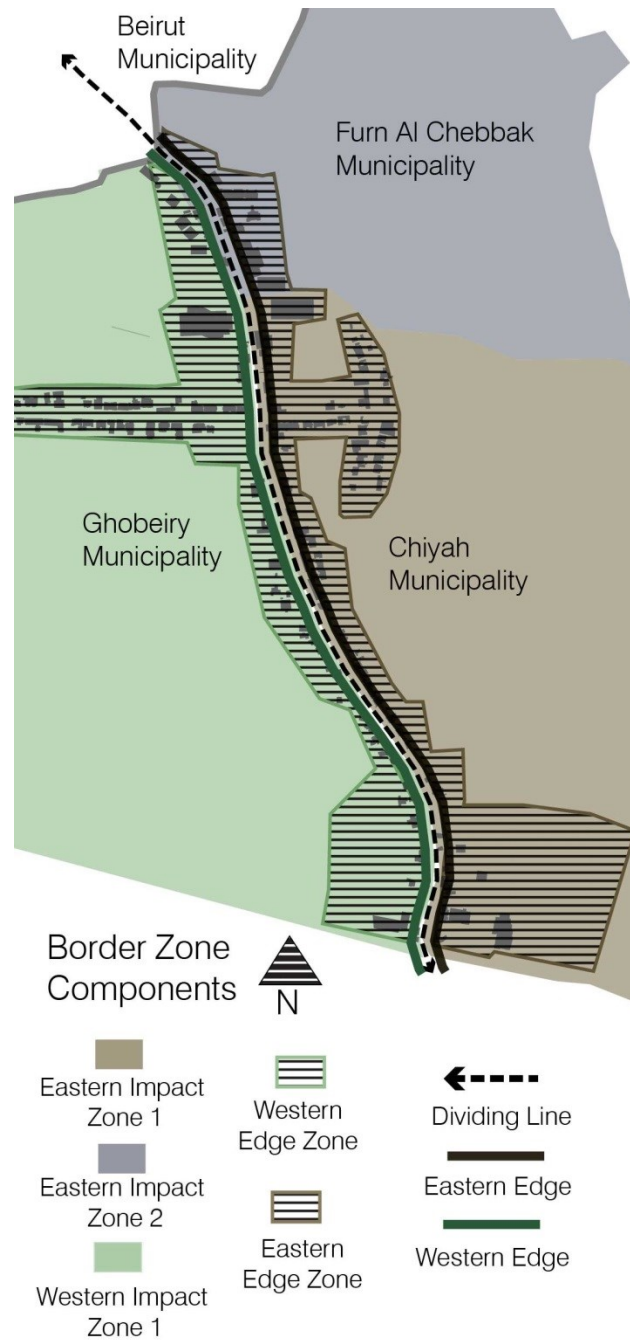 Beirut
Municipality
Furn Al Chebbak
Municipality
Ghobeiry
Municipality
Chiyah
Municipality
Border Zone
Components
N
Eastern Impact
Zone 1
Eastern Impact
Zone 2
Western Impact
Zone 1
Western
Edge Zone
Eastern
Edge Zone
Dividing Line
Eastern Edge
Western Edge